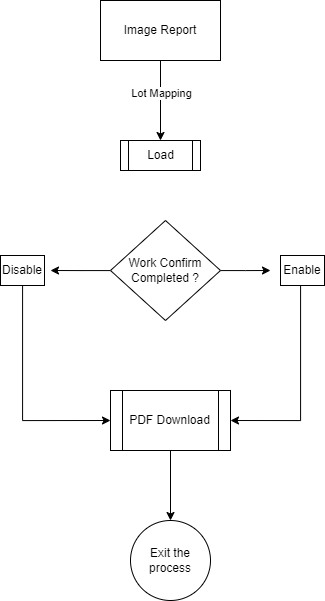 Image Report
Lot Mapping
Load
Work Confirm
Completed ?
Disable
Enable
PDF Download
Exit the
process